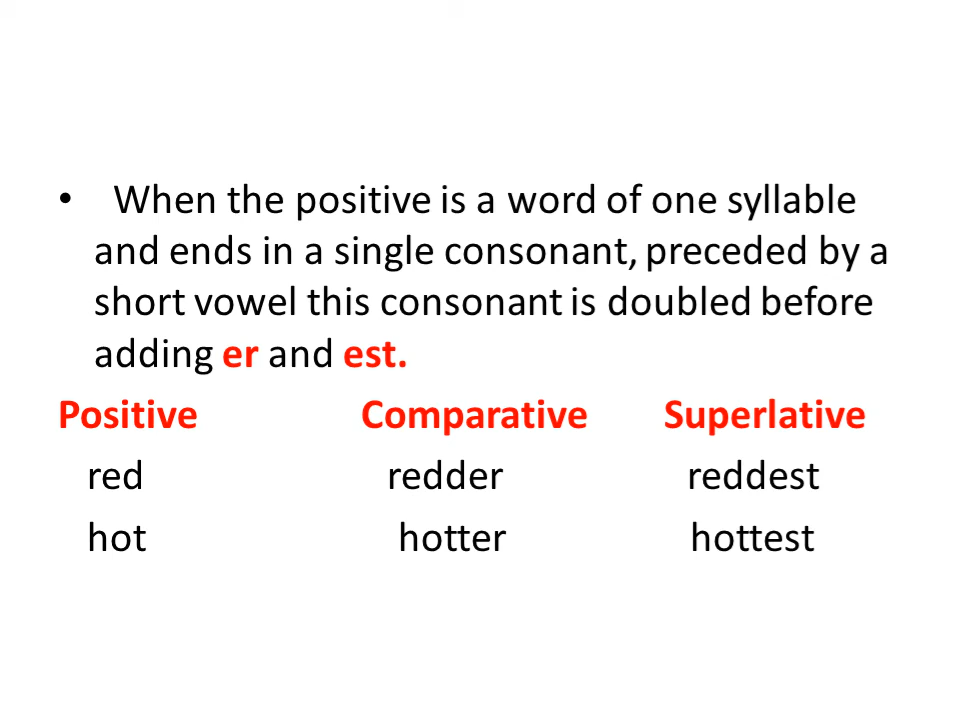 • When the positive is a word of one syllable
and ends in a single consonant, preceded by a
short vowel this consonant is doubled before
adding er and est.
Positive Comparative Superlative
red redder reddest
hot hotter hottest